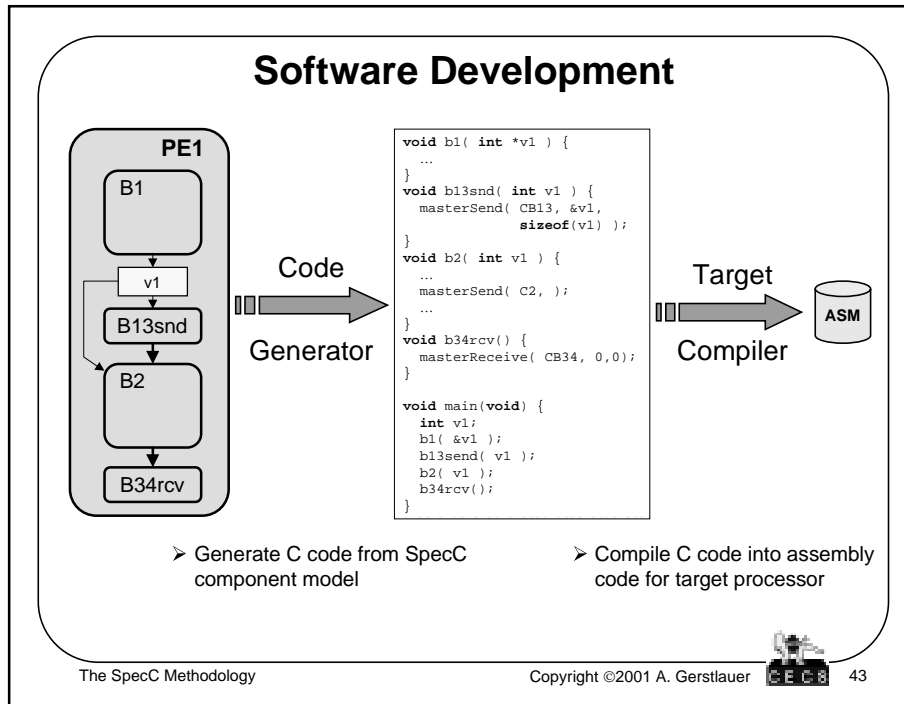 Software Development
PE1
B1
v1
B13snd
B2
B34rcv
Code
Generator
void b1( int *v1 ) {
…
}
void b13snd( int v1 ) {
masterSend( CB13, &v1,
sizeof(v1) );
}
void b2( int v1 ) {
…
masterSend( C2, );
…
}
void b34rcv() {
masterReceive( CB34, 0,0);
}
void main(void) {
int v1;
b1( &v1 );
b13send( v1 );
b2( v1 );
b34rcv();
}
Target
Compiler
ASM
➢ Generate C code from SpecC
component model
➢ Compile C code into assembly
code for target processor
The SpecC Methodology
Copyright ©2001 A. Gerstlauer
CECS
43